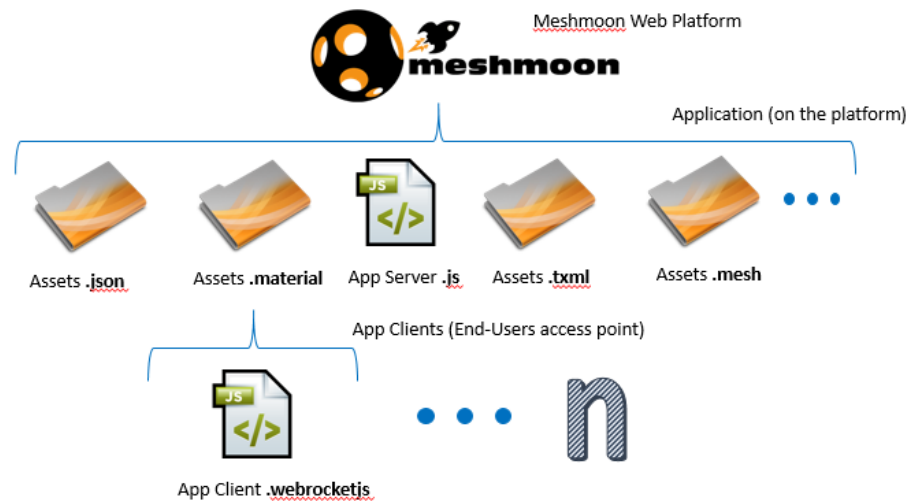 Meshmoon Web Platform
meshmoon
Application (on the platform)
JS
</>
Assets .json
Assets .material
App Server .js
Assets .txml
Assets .mesh
App Clients (End-Users access point)
JS
</>
n
App Client .webrocketjs